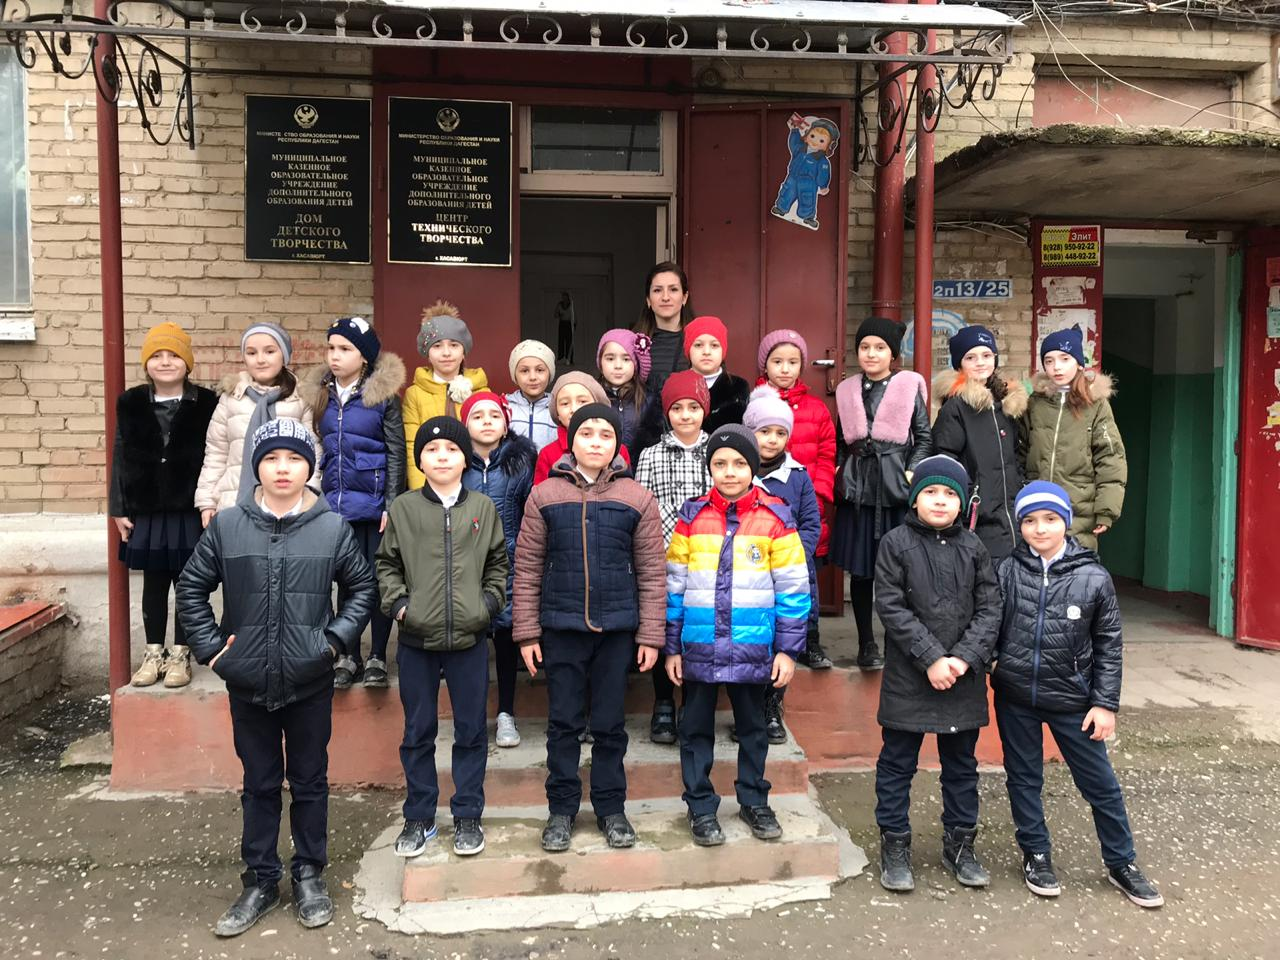 МИНИСТЕ СТВО ОБРАЗОВАНИЯ И НАУКИ
РЕСПУБЛИКИ ДАГЕСТАН
МУНИЦИПАЛЬНОЕ
КАЗЕННОЕ
ОБРАЗОВАТЕЛЬНОЕ
УЧРЕЖДЕНИЕ
ДОПОЛНИТЕЛЬНОГО
ОБРАЗОВАНИЯ ДЕТЕЙ
ДОМ
ДЕТСКОГО
ТВОРЧЕСТВА
г. ХАСАВЮРТ
МИНИСТЕРСТВО ОБРАЗОВАНИЯ И НАУКИ
РЕСПУБЛИКИ ДАГЕСТАН
МУНИЦИПАЛЬНОЕ
КАЗЕННОЕ
ОБРАЗОВАТЕЛЬНОЕ
УЧРЕЖДЕНИЕ
ДОПОЛНИТЕЛЬНОГО
ОБРАЗОВАНИЯ ДЕТЕЙ
ЦЕНТР
ТЕХНИЧЕСКОГО
ТВОРЧЕСТВА
г. ХАСАВЮРТ
2п13/25
Элит
8(928) 950-92-22
8(989) 448-92-22